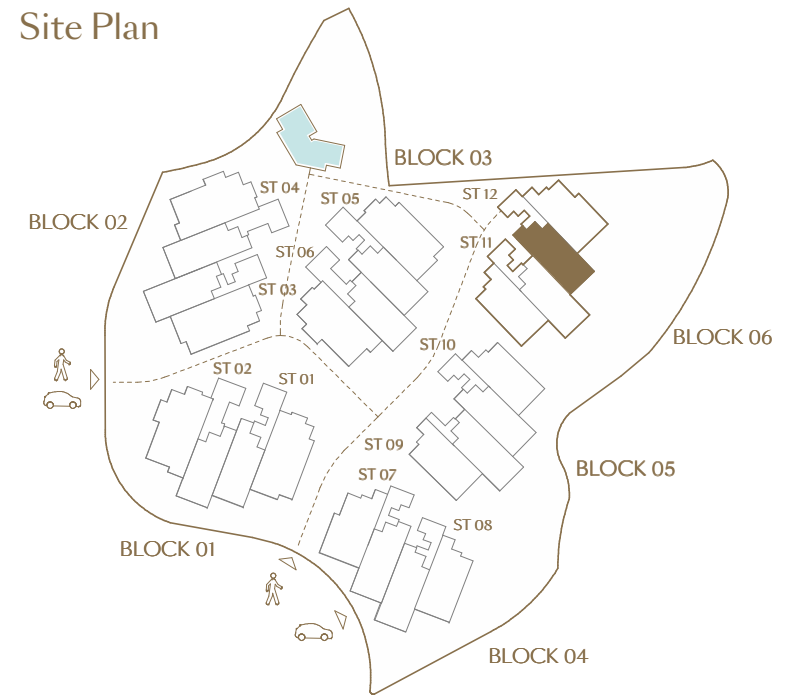 Site Plan
BLOCK 03
ST 04
ST 05
ST 12
BLOCK 02
ST 11
ST 06
ST 03
BLOCK 06
ST 10
ST 02
ST 01
ST 09
BLOCK 05
ST 07
ST 08
BLOCK 01
BLOCK 04